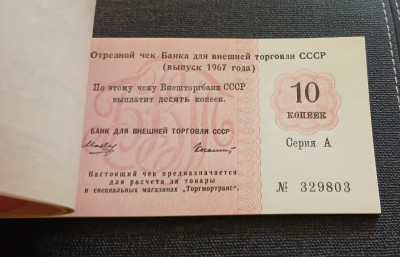 Отрезной чек Банка для внешней торговли СССР
(выпуск 1967 года)
По этому чеку Внешторгбанк СССР
выплатит десять копеек.
БАНК ДЛЯ ВНЕШНЕЙ ТОРГОВЛИ СССР
Настоящий чек предназначается
для расчета за товары
в специальных магазинах „Торгмортранс“.
10
КОПЕЕК
Серия А
№ 329803
БВТ